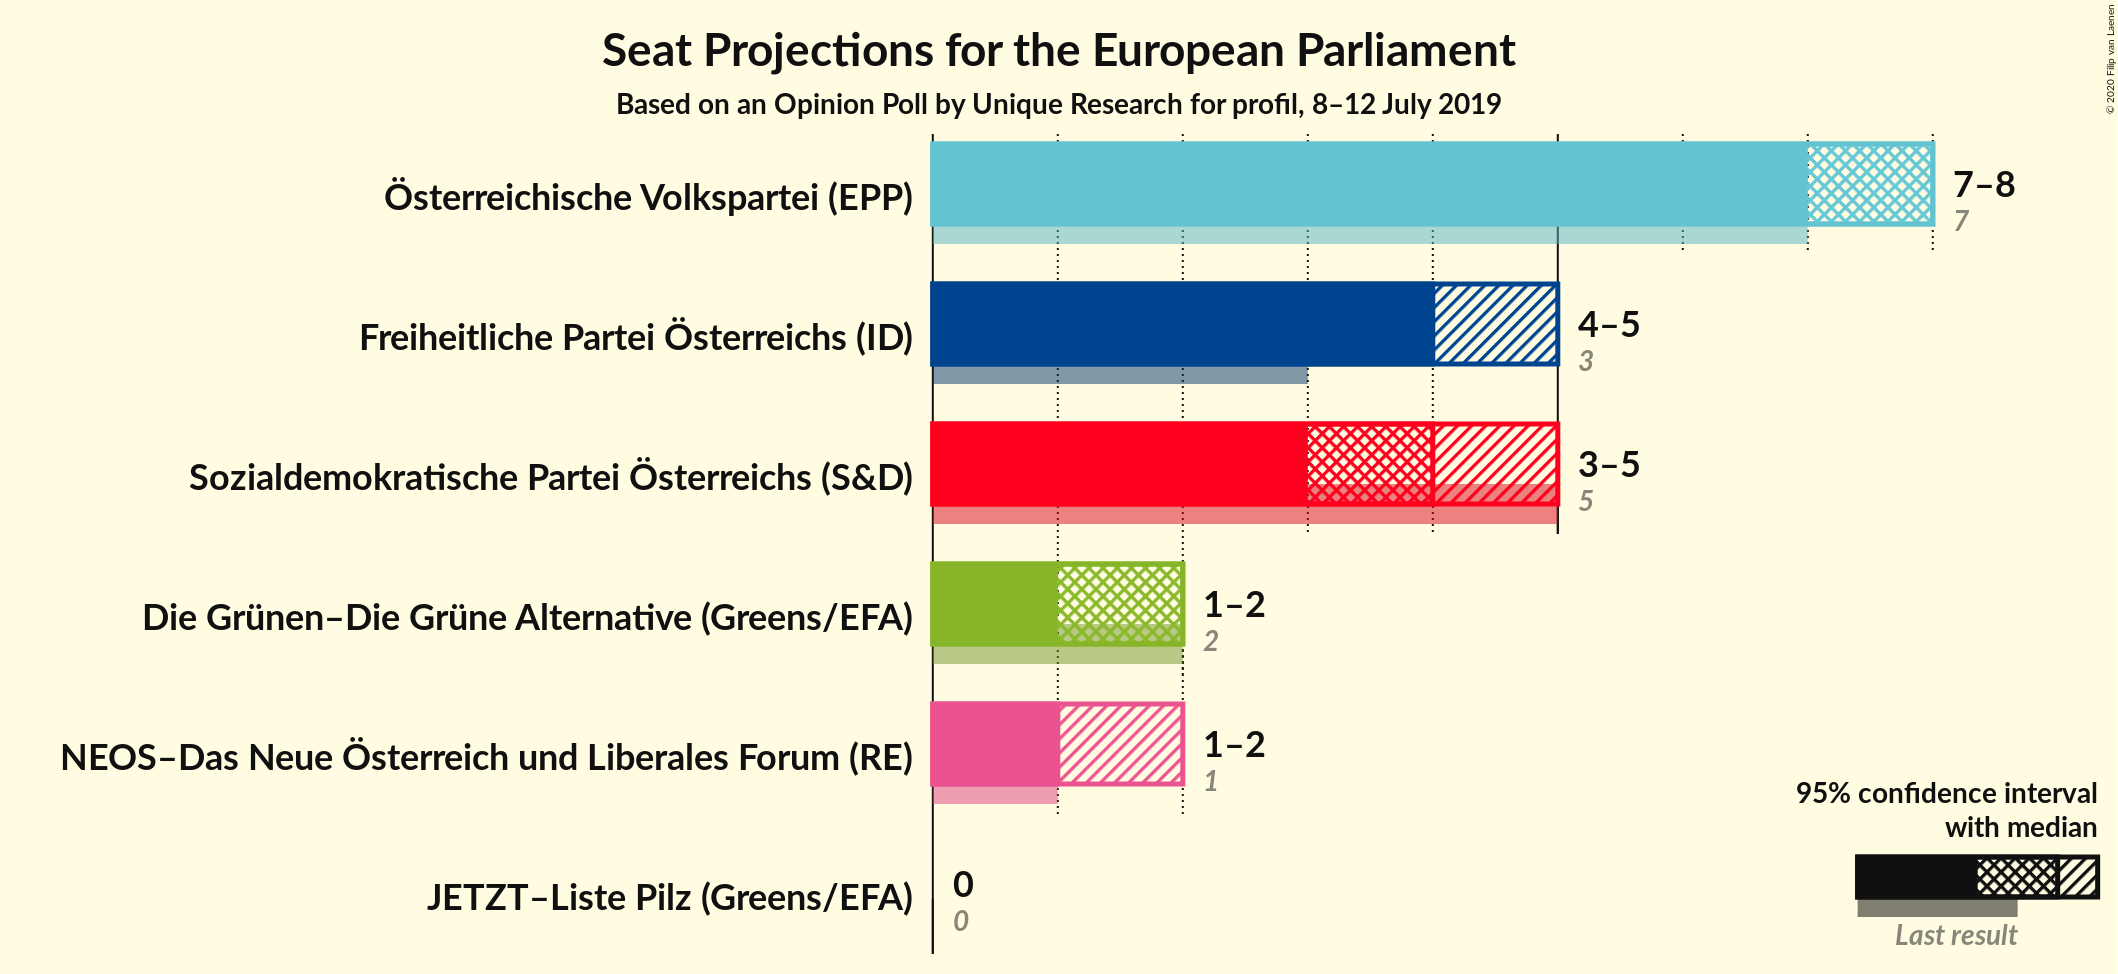 Seat Projections for the European Parliament
Based on an Opinion Poll by Unique Research for profil, 8–12 July 2019
© 2020 Filip van Laenen
Österreichische Volkspartei (EPP)
7–8
7
Freiheitliche Partei Österreichs (ID)
4–5
3
Sozialdemokratische Partei Österreichs (S&D)
3–5
5
Die Grünen–Die Grüne Alternative (Greens/EFA)
1–2
2
NEOS–Das Neue Österreich und Liberales Forum (RE)
1–2
1
JETZT–Liste Pilz (Greens/EFA)
0
0
95% confidence interval
with median
Last result